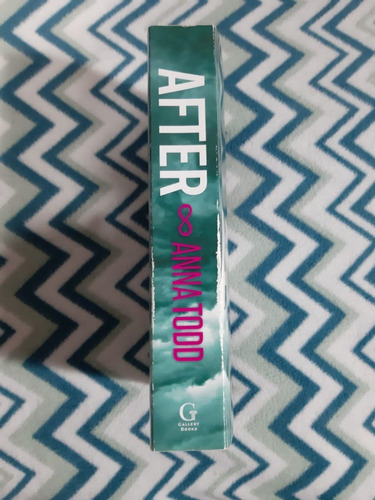 AFTER
ANNA TODD
G
GALLERY
BOOKS